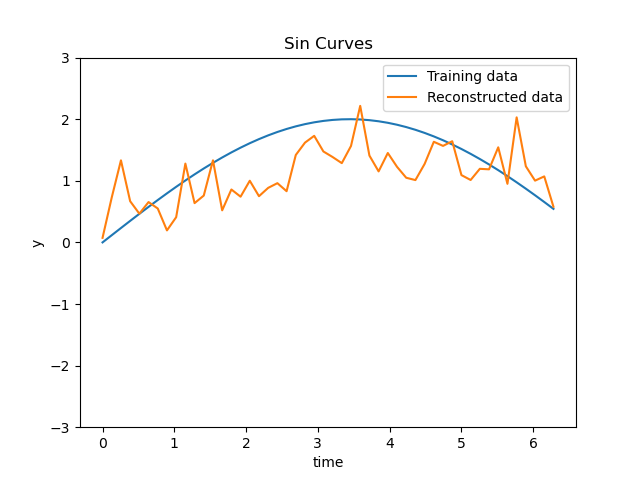 Sin Curves
Training data
Reconstructed data
3
2
1
0
−1
−2
−3
y
0 1 2 3 4 5 6
time